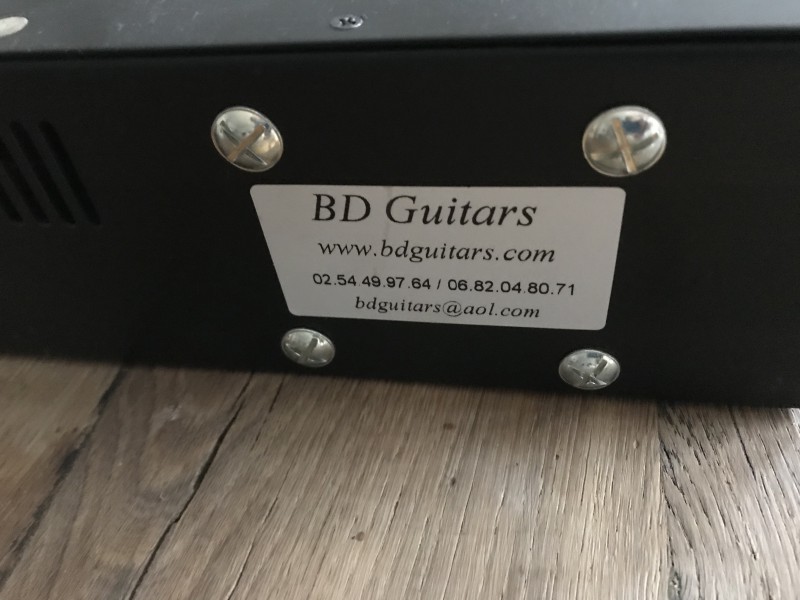 BD Guitars
www.bdguitars.com
02.54.49.97.64 / 06.82.04.80.71
bdguitars@aol.com